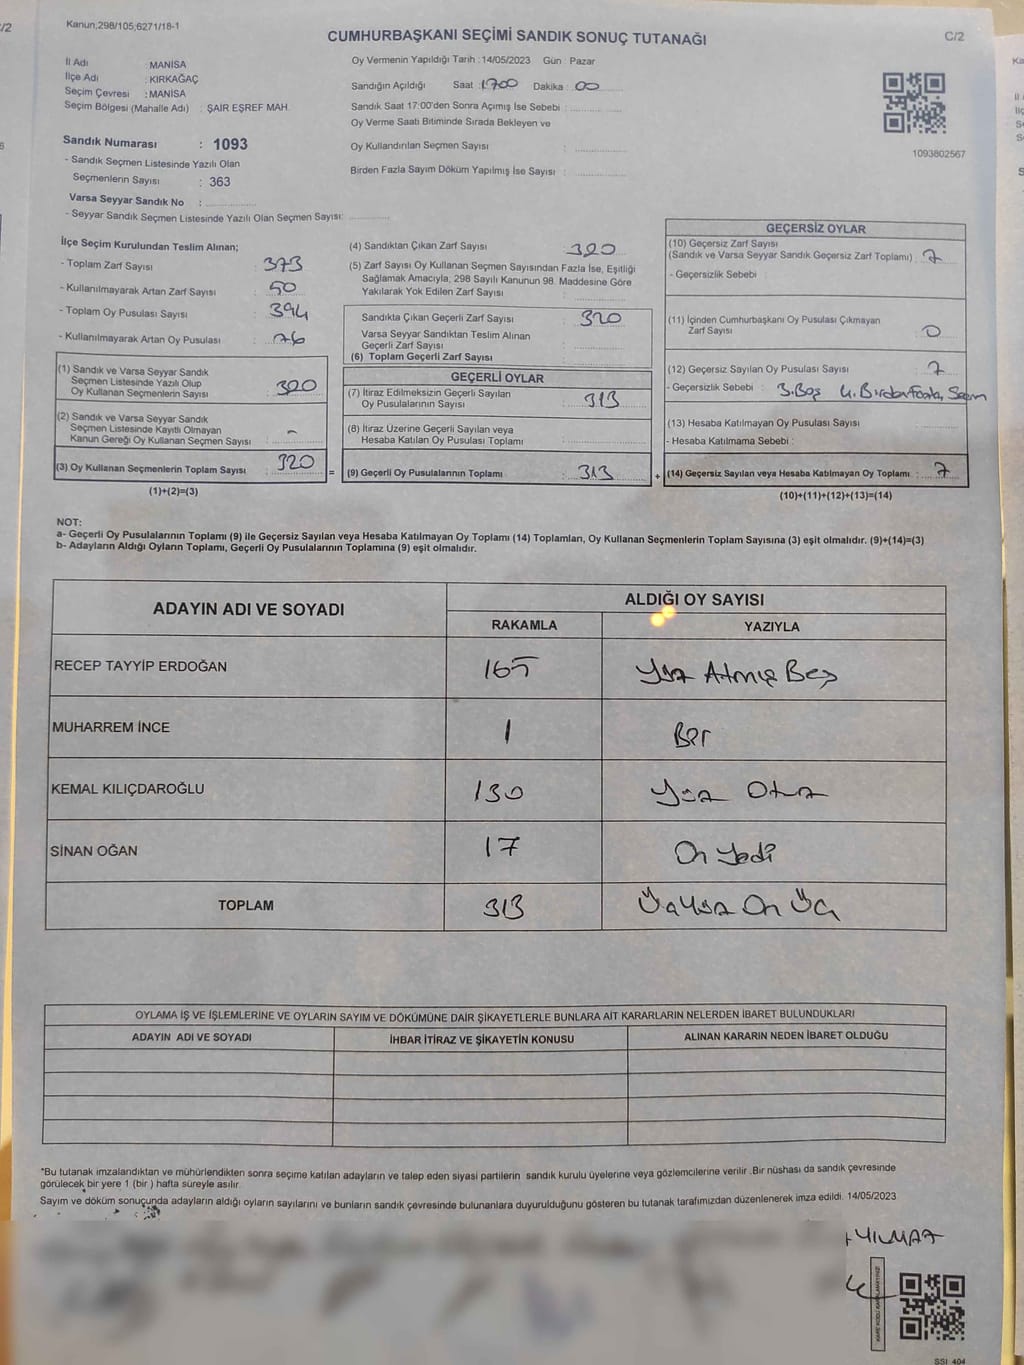 Kanun,298/105;6271/18-1
CUMHURBAŞKANI SEÇİMİ SANDIK SONUÇ TUTANAĞI
C/2
İl Adı : MANİSA
İlçe Adı : KIRKAĞAÇ
Seçim Çevresi : MANİSA
Seçim Bölgesi (Mahalle Adı) : ŞAİR EŞREF MAH.
Sandık Numarası : 1093
- Sandık Seçmen Listesinde Yazılı Olan
Seçmenlerin Sayısı : 363
Varsa Seyyar Sandık No :
- Seyyar Sandık Seçmen Listesinde Yazılı Olan Seçmen Sayısı:
Oy Vermenin Yapıldığı Tarih :14/05/2023 Gün : Pazar
Sandığın Açıldığı Saat : 1700 Dakika : 00
Sandık Saat 17:00'den Sonra Açımış İse Sebebi :
Oy Verme Saati Bitiminde Sırada Bekleyen ve
Oy Kullandırılan Seçmen Sayısı :
Birden Fazla Sayım Döküm Yapılmış İse Sayısı :
1093802567
İlçe Seçim Kurulundan Teslim Alınan;
- Toplam Zarf Sayısı : 373
- Kullanılmayarak Artan Zarf Sayısı : 50
- Toplam Oy Pusulası Sayısı : 394
- Kullanılmayarak Artan Oy Pusulası : 76
(1) Sandık ve Varsa Seyyar Sandık
Seçmen Listesinde Yazılı Olup
Oy Kullanan Seçmenlerin Sayısı : 320
(2) Sandık ve Varsa Seyyar Sandık
Seçmen Listesinde Kayıtlı Olmayan
Kanun Gereği Oy Kullanan Seçmen Sayısı : -
(3) Oy Kullanan Seçmenlerin Toplam Sayısı : 320
(1)+(2)=(3)
(4) Sandıktan Çıkan Zarf Sayısı : 320
(5) Zarf Sayısı Oy Kullanan Seçmen Sayısından Fazla İse, Eşitliği
Sağlamak Amacıyla, 298 Sayılı Kanunun 98. Maddesine Göre
Yakılarak Yok Edilen Zarf Sayısı :
Sandıkta Çıkan Geçerli Zarf Sayısı : 320
Varsa Seyyar Sandıktan Teslim Alınan
Geçerli Zarf Sayısı :
(6) Toplam Geçerli Zarf Sayısı :
GEÇERLİ OYLAR
(7) İtiraz Edilmeksizin Geçerli Sayılan
Oy Pusulalarının Sayısı : 313
(8) İtiraz Üzerine Geçerli Sayılan veya
Hesaba Katılan Oy Pusulası Toplamı :
= (9) Geçerli Oy Pusulalarının Toplamı : 313
GEÇERSİZ OYLAR
(10) Geçersiz Zarf Sayısı
(Sandık ve Varsa Seyyar Sandık Geçersiz Zarf Toplamı) : 7
- Geçersizlik Sebebi :
(11) İçinden Cumhurbaşkanı Oy Pusulası Çıkmayan
Zarf Sayısı : 0
(12) Geçersiz Sayılan Oy Pusulası Sayısı : 7
- Geçersizlik Sebebi : 3.Boş 4.Birden Fazla Seçim
(13) Hesaba Katılmayan Oy Pusulası Sayısı :
- Hesaba Katılmama Sebebi :
+ (14) Geçersiz Sayılan veya Hesaba Katılmayan Oy Toplamı : 7
(10)+(11)+(12)+(13)=(14)
NOT:
a- Geçerli Oy Pusulalarının Toplamı (9) ile Geçersiz Sayılan veya Hesaba Katılmayan Oy Toplamı (14) Toplamları, Oy Kullanan Seçmenlerin Toplam Sayısına (3) eşit olmalıdır. (9)+(14)=(3)
b- Adayların Aldığı Oyların Toplamı, Geçerli Oy Pusulalarının Toplamına (9) eşit olmalıdır.
ADAYIN ADI VE SOYADI
ALDIĞI OY SAYISI
RAKAMLA YAZIYLA
RECEP TAYYİP ERDOĞAN 165 Yüz Atmış Beş
MUHARREM İNCE 1 Bir
KEMAL KILIÇDAROĞLU 130 Yüz Otuz
SİNAN OĞAN 17 On Yedi
TOPLAM 313 Üçyüz On Üç
OYLAMA İŞ VE İŞLEMLERİNE VE OYLARIN SAYIM VE DÖKÜMÜNE DAİR ŞİKAYETLERLE BUNLARA AİT KARARLARIN NELERDEN İBARET BULUNDUKLARI
ADAYIN ADI VE SOYADI İHBAR İTİRAZ VE ŞİKAYETİN KONUSU ALINAN KARARIN NEDEN İBARET OLDUĞU
*Bu tutanak imzalandıktan ve mühürlendikten sonra seçime katılan adayların ve talep eden siyasi partilerin sandık kurulu üyelerine veya gözlemcilerine verilir .Bir nüshası da sandık çevresinde
görülecek bir yere 1 (bir ) hafta süreyle asılır.
Sayım ve döküm sonuçunda adayların aldığı oyların sayılarını ve bunların sandık çevresinde bulunanlara duyurulduğunu gösteren bu tutanak tarafımızdan düzenlenerek imza edildi. 14/05/2023
YILMAZ
SSI 404